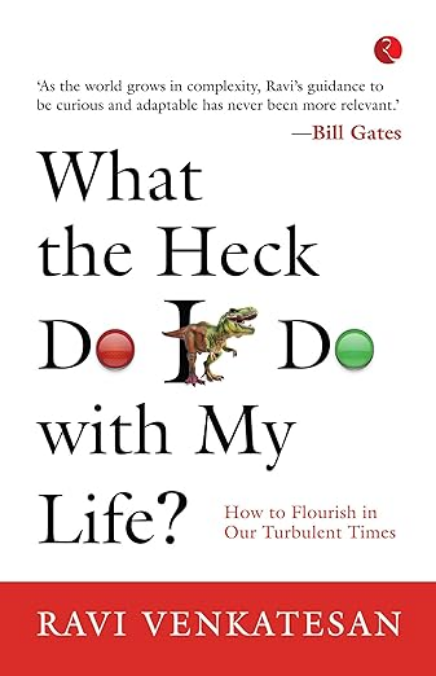 ‘As the world grows in complexity, Ravi’s guidance to
be curious and adaptable has never been more relevant.’
—Bill Gates
What
the Heck
Do I Do
with My
Life?
How to Flourish in
Our Turbulent Times
RAVI VENKATESAN